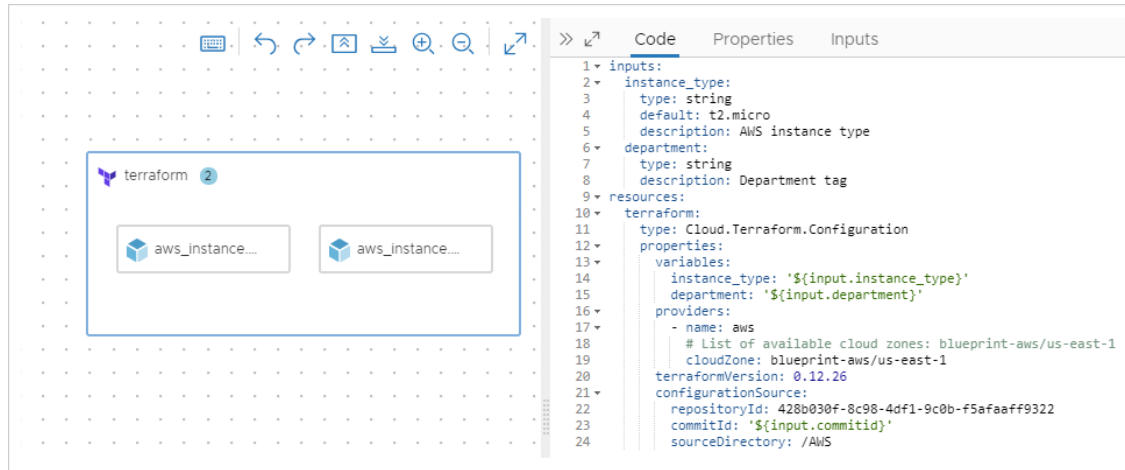 Code Properties Inputs
terraform 2
aws_instance.... aws_instance....
1 inputs:
2 instance_type:
3 type: string
4 default: t2.micro
5 description: AWS instance type
6 department:
7 type: string
8 description: Department tag
9 resources:
10 terraform:
11 type: Cloud.Terraform.Configuration
12 properties:
13 variables:
14 instance_type: '${input.instance_type}'
15 department: '${input.department}'
16 providers:
17 - name: aws
18 # List of available cloud zones: blueprint-aws/us-east-1
19 cloudZone: blueprint-aws/us-east-1
20 terraformVersion: 0.12.26
21 configurationSource:
22 repositoryId: 428b030f-8c98-4df1-9c0b-f5afaaff9322
23 commitId: '${input.commitid}'
24 sourceDirectory: /AWS